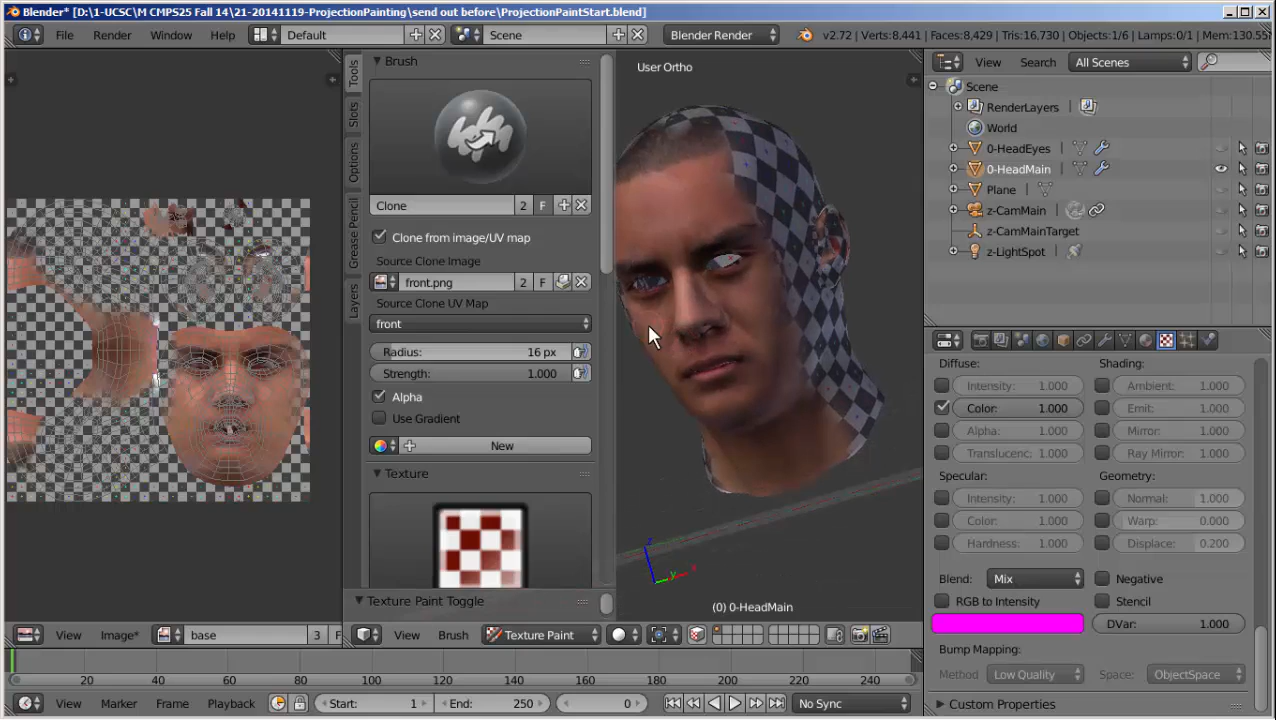 Blender* [D:\1-UCSC\M CMPS25 Fall 14\21-20141119-ProjectionPainting\send out before\ProjectionPaintStart.blend]
File Render Window Help Default Scene Blender Render v2.72 | Verts:8,441 | Faces:8,429 | Tris:16,730 | Objects:1/6 | Lamps:0/1 | Mem:130.55
Tools
Slots
Options
Grease Pencil
Layers
Brush
Clone 2 F
Clone from image/UV map
Source Clone Image
front.png 2 F
Source Clone UV Map
front
Radius: 16 px
Strength: 1.000
Alpha
Use Gradient
New
Texture
Texture Paint Toggle
User Ortho
z
y
x
(0) 0-HeadMain
View Search All Scenes
Scene
RenderLayers
World
0-HeadEyes
0-HeadMain
Plane
z-CamMain
z-CamMainTarget
z-LightSpot
Diffuse: Shading:
Intensity: 1.000 Ambient: 1.000
Color: 1.000 Emit: 1.000
Alpha: 1.000 Mirror: 1.000
Translucenc: 1.000 Ray Mirror: 1.000
Specular: Geometry:
Intensity: 1.000 Normal: 1.000
Color: 1.000 Warp: 0.000
Hardness: 1.000 Displace: 0.200
Blend: Mix Negative
RGB to Intensity Stencil
DVar: 1.000
Bump Mapping:
Method Low Quality Space: ObjectSpace
Custom Properties
View Image* base 3
View Brush Texture Paint
20 40 60 80 100 120 140 160 180 200 220 240
View Marker Frame Playback Start: 1 End: 250 0 No Sync